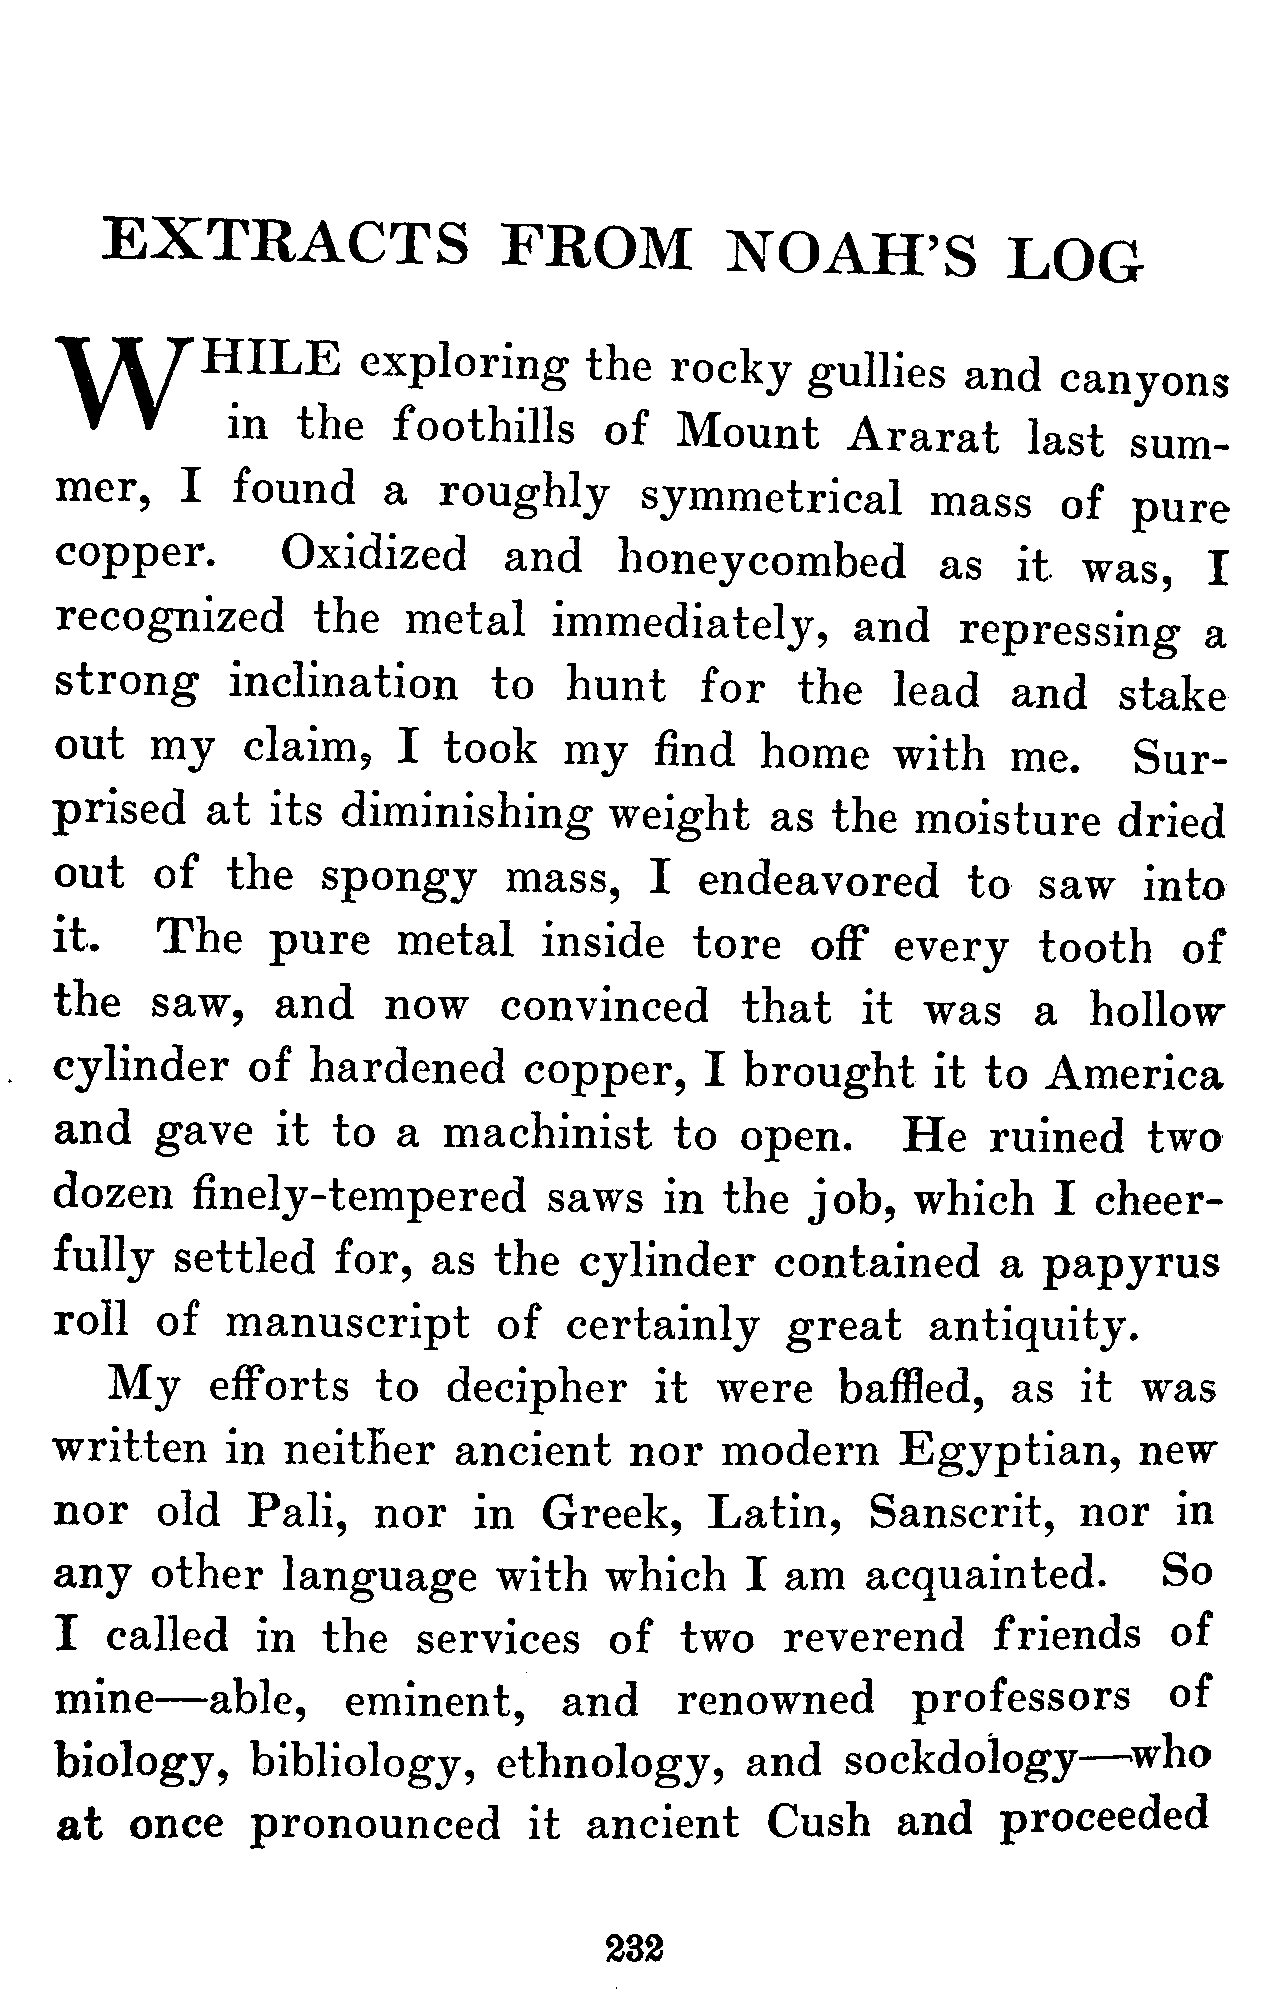 EXTRACTS FROM NOAH'S LOG
WHILE exploring the rocky gullies and canyons
in the foothills of Mount Ararat last sum-
mer, I found a roughly symmetrical mass of pure
copper. Oxidized and honeycombed as it was, I
recognized the metal immediately, and repressing a
strong inclination to hunt for the lead and stake
out my claim, I took my find home with me. Sur-
prised at its diminishing weight as the moisture dried
out of the spongy mass, I endeavored to saw into
it. The pure metal inside tore off every tooth of
the saw, and now convinced that it was a hollow
cylinder of hardened copper, I brought it to America
and gave it to a machinist to open. He ruined two
dozen finely-tempered saws in the job, which I cheer-
fully settled for, as the cylinder contained a papyrus
roll of manuscript of certainly great antiquity.
My efforts to decipher it were baffled, as it was
written in neither ancient nor modern Egyptian, new
nor old Pali, nor in Greek, Latin, Sanscrit, nor in
any other language with which I am acquainted. So
I called in the services of two reverend friends of
mine—able, eminent, and renowned professors of
biology, bibliology, ethnology, and sockdology—who
at once pronounced it ancient Cush and proceeded
232